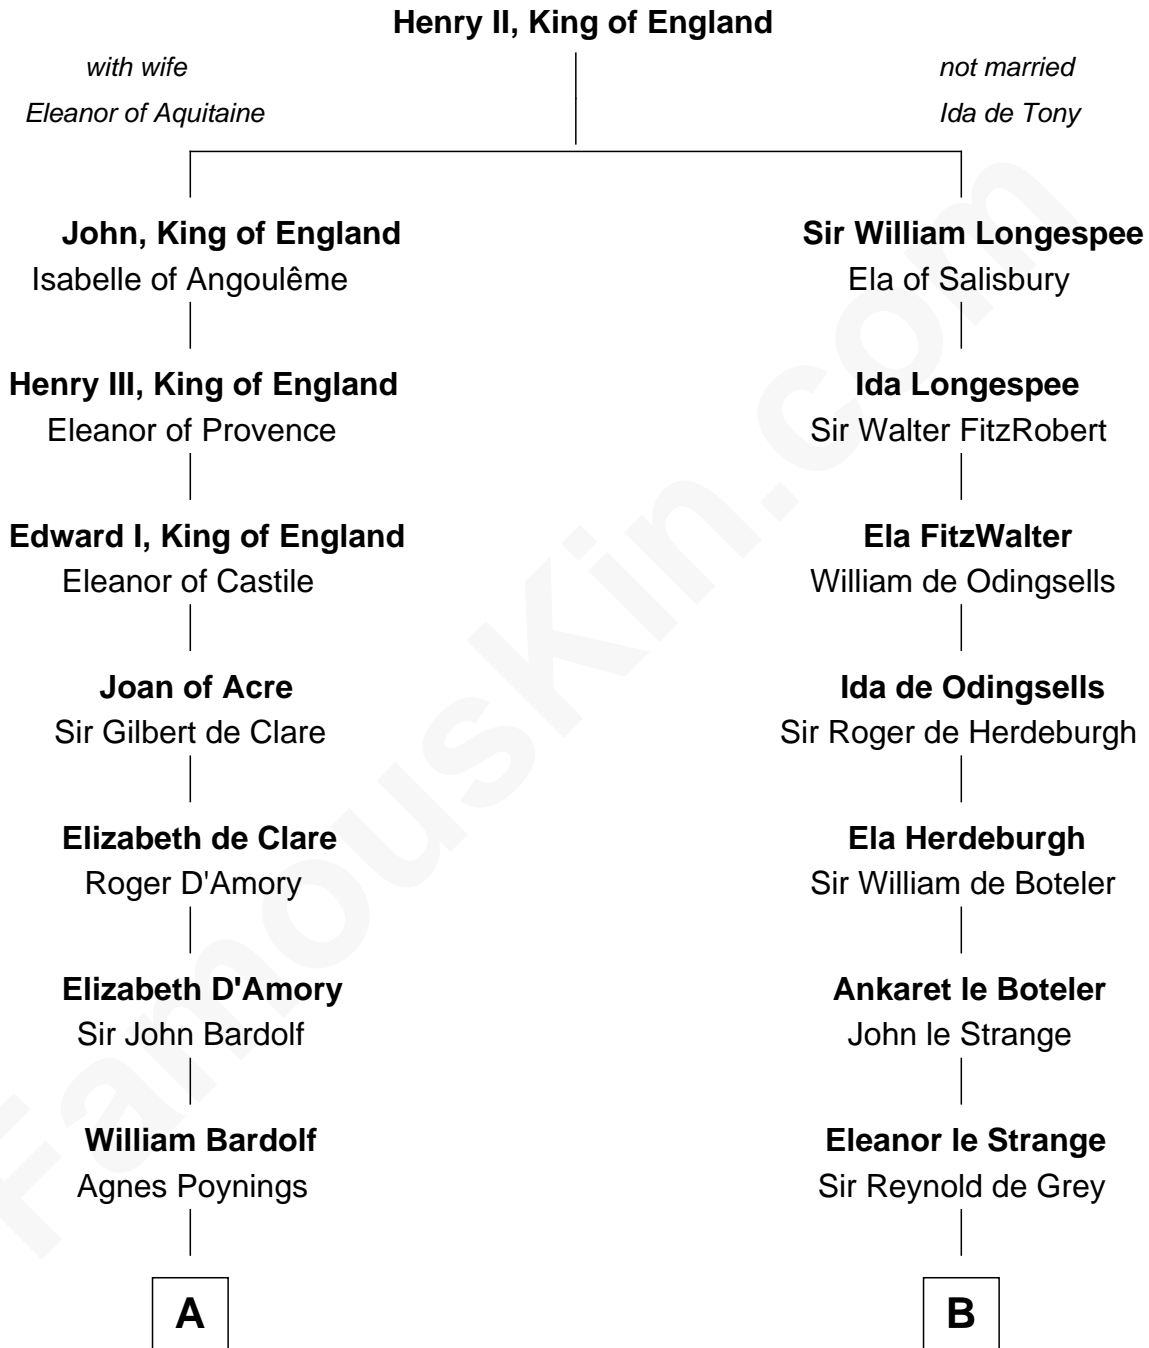 Henry II, King of England
with wife
Eleanor of Aquitaine
not married
Ida de Tony
John, King of England
Isabelle of Angoulême
Sir William Longespee
Ela of Salisbury
Henry III, King of England
Eleanor of Provence
Ida Longespee
Sir Walter FitzRobert
Edward I, King of England
Eleanor of Castile
Ela FitzWalter
William de Odingsells
Joan of Acre
Sir Gilbert de Clare
Ida de Odingsells
Sir Roger de Herdeburgh
Elizabeth de Clare
Roger D'Amory
Ela Herdeburgh
Sir William de Boteler
Elizabeth D'Amory
Sir John Bardolf
Ankaret le Boteler
John le Strange
William Bardolf
Agnes Poynings
Eleanor le Strange
Sir Reynold de Grey
A
B
FamousKin.com